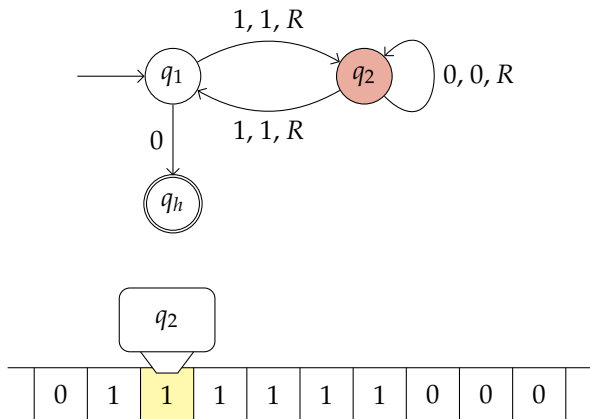 1, 1, R
q1 q2 0, 0, R
1, 1, R
0
qh
q2
0 1 1 1 1 1 1 0 0 0